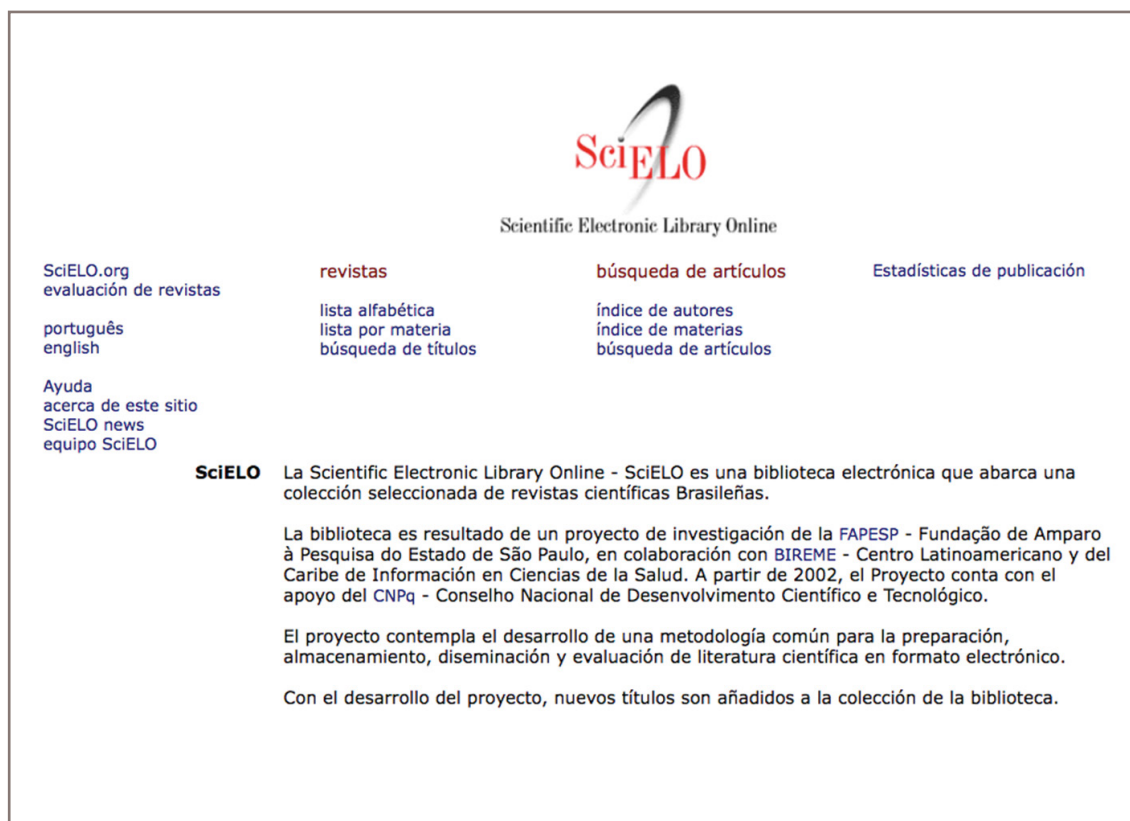 SciELO
Scientific Electronic Library Online
SciELO.org
evaluación de revistas
português
english
Ayuda
acerca de este sitio
SciELO news
equipo SciELO
revistas
lista alfabética
lista por materia
búsqueda de títulos
búsqueda de artículos
índice de autores
índice de materias
búsqueda de artículos
Estadísticas de publicación
SciELO La Scientific Electronic Library Online - SciELO es una biblioteca electrónica que abarca una
colección seleccionada de revistas científicas Brasileñas.
La biblioteca es resultado de un proyecto de investigación de la FAPESP - Fundação de Amparo
à Pesquisa do Estado de São Paulo, en colaboración con BIREME - Centro Latinoamericano y del
Caribe de Información en Ciencias de la Salud. A partir de 2002, el Proyecto conta con el
apoyo del CNPq - Conselho Nacional de Desenvolvimento Científico e Tecnológico.
El proyecto contempla el desarrollo de una metodología común para la preparación,
almacenamiento, diseminación y evaluación de literatura científica en formato electrónico.
Con el desarrollo del proyecto, nuevos títulos son añadidos a la colección de la biblioteca.